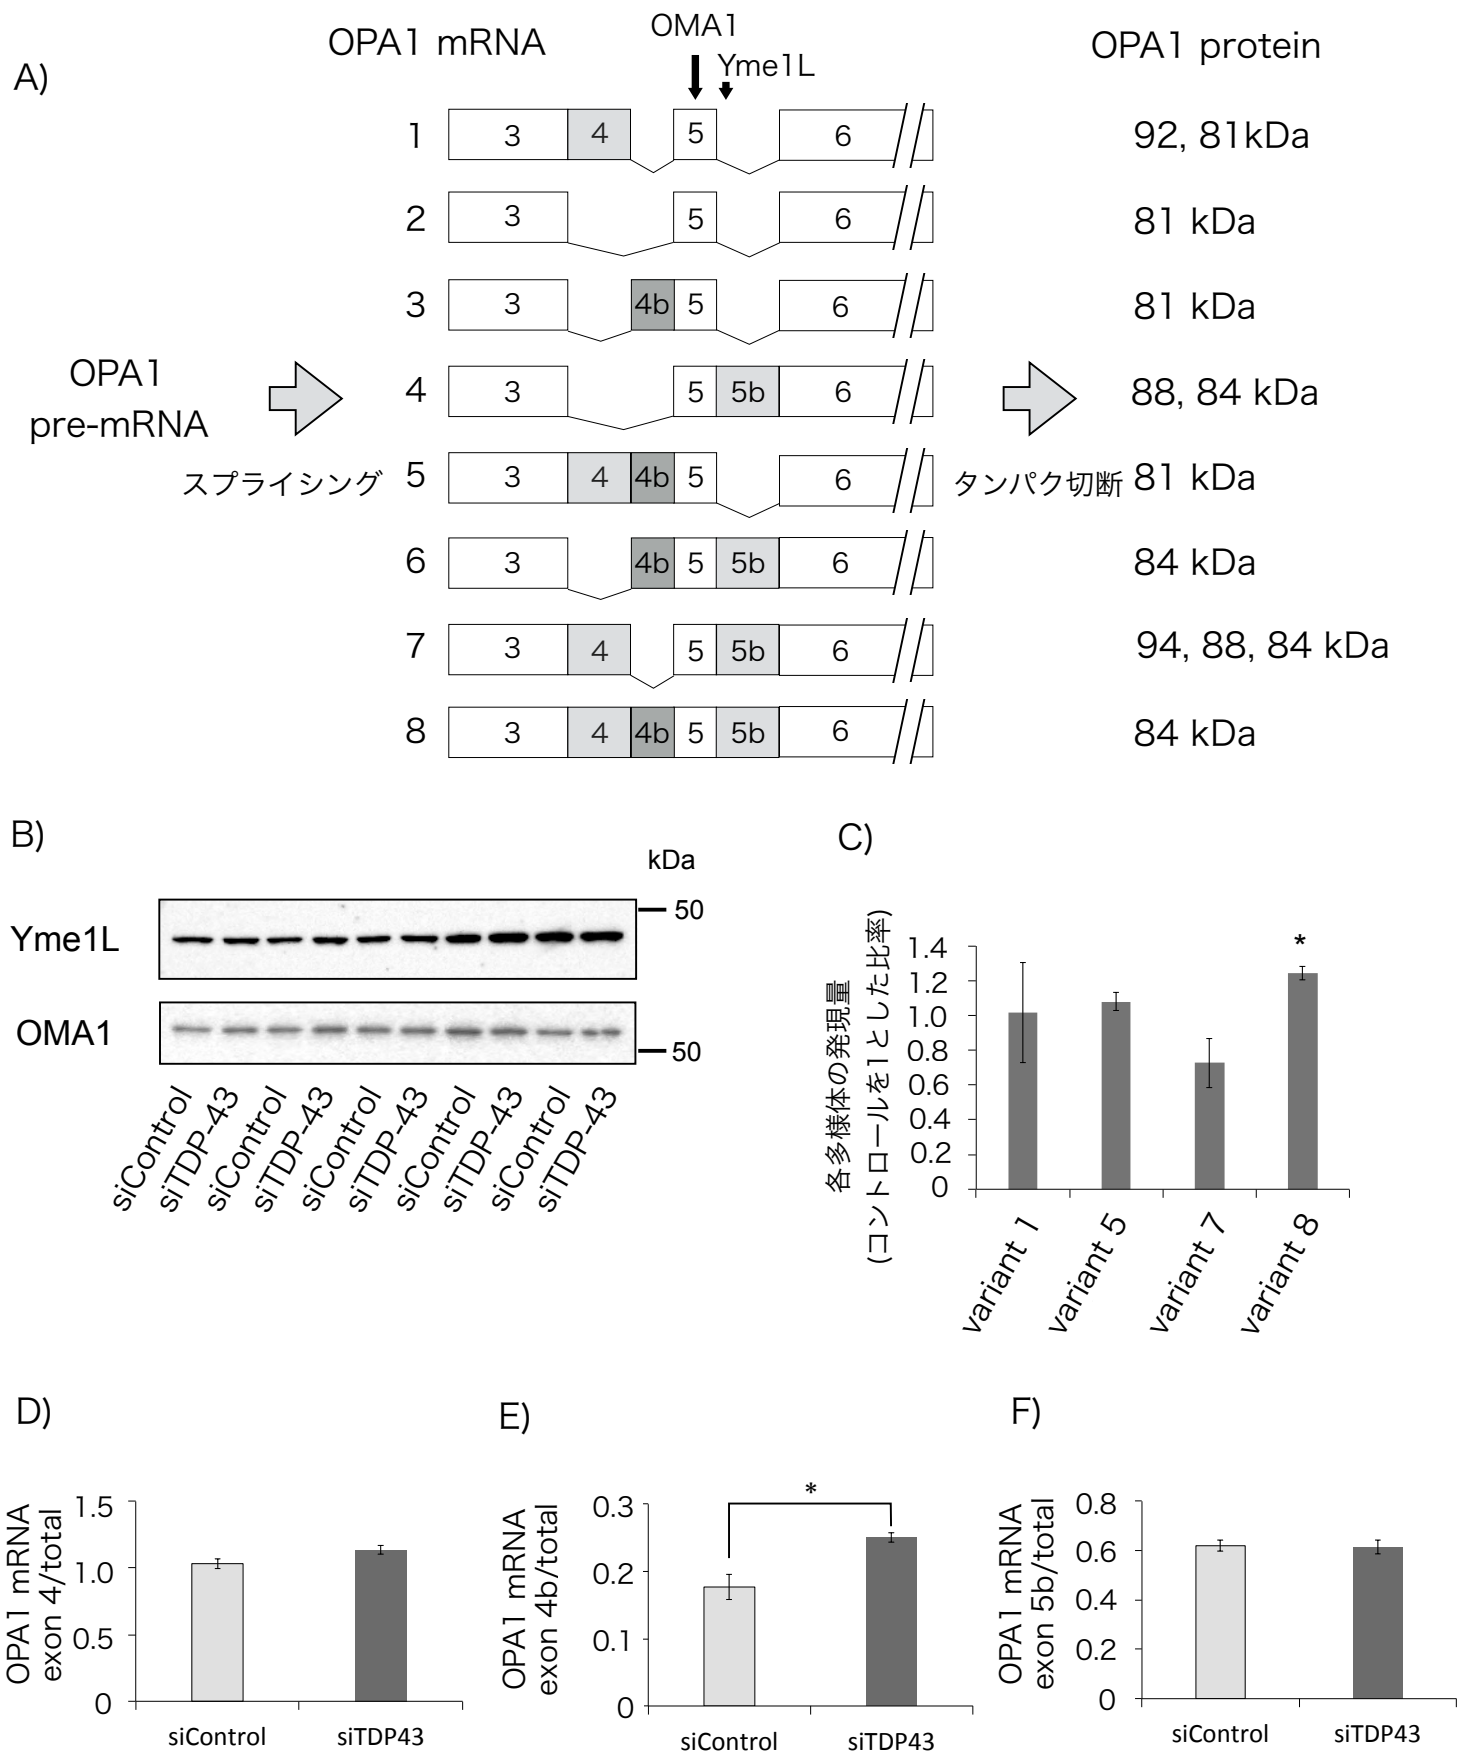 A)
OPA1 mRNA
OMA1
Yme1L
OPA1 protein
1
3
4
5
6
92, 81kDa
2
3
5
6
81 kDa
3
3
4b
5
6
81 kDa
OPA1
pre-mRNA
スプライシング
4
3
5
5b
6
88, 84 kDa
タンパク切断
5
3
4
4b
5
6
81 kDa
6
3
4b
5
5b
6
84 kDa
7
3
4
5
5b
6
94, 88, 84 kDa
8
3
4
4b
5
5b
6
84 kDa
B)
kDa
Yme1L
50
OMA1
50
siControl
siTDP-43
siControl
siTDP-43
siControl
siTDP-43
siControl
siTDP-43
siControl
siTDP-43
C)
各多様体の発現量
(コントロールを1とした比率)
1.4
1.2
1.0
0.8
0.6
0.4
0.2
0
*
variant 1
variant 5
variant 7
variant 8
D)
OPA1 mRNA
exon 4/total
1.5
1.0
0.5
0
siControl
siTDP43
E)
OPA1 mRNA
exon 4b/total
0.3
0.2
0.1
0
*
siControl
siTDP43
F)
OPA1 mRNA
exon 5b/total
0.8
0.6
0.4
0.2
0
siControl
siTDP43